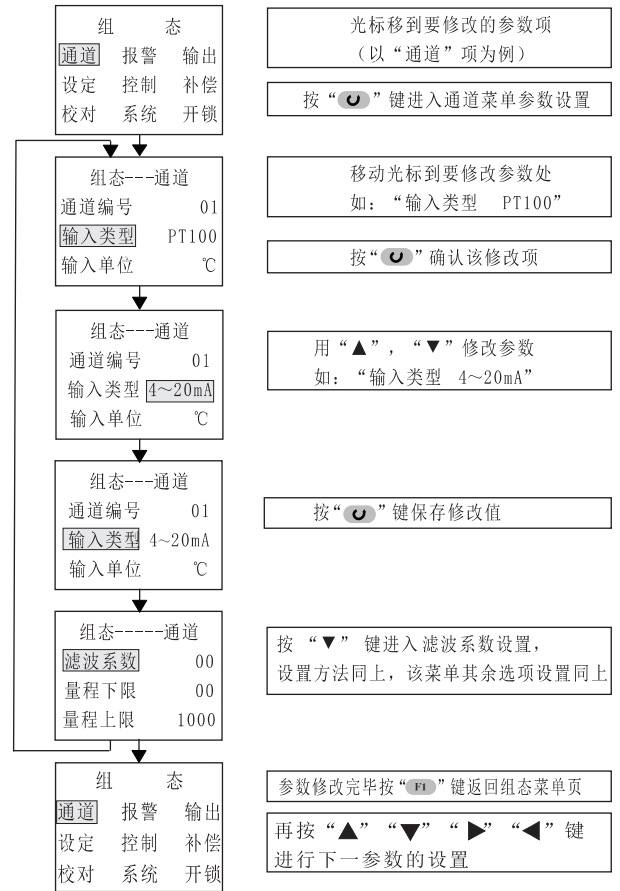 组 态
通道 报警 输出
设定 控制 补偿
校对 系统 开锁
光标移到要修改的参数项
（以“通道”项为例）
按“ ”键进入通道菜单参数设置
组态---通道
通道编号 01
输入类型 PT100
输入单位 ℃
移动光标到要修改参数处
如：“输入类型 PT100”
按“ ”确认该修改项
组态---通道
通道编号 01
输入类型 4～20mA
输入单位 ℃
用“▲”，“▼”修改参数
如：“输入类型 4～20mA”
组态---通道
通道编号 01
输入类型 4～20mA
输入单位 ℃
按“ ”键保存修改值
组态-----通道
滤波系数 00
量程下限 00
量程上限 1000
按 “▼” 键进入滤波系数设置，
设置方法同上，该菜单其余选项设置同上
组 态
通道 报警 输出
设定 控制 补偿
校对 系统 开锁
参数修改完毕按“F1”键返回组态菜单页
再按“▲”“▼”“▶”“◀”键
进行下一参数的设置